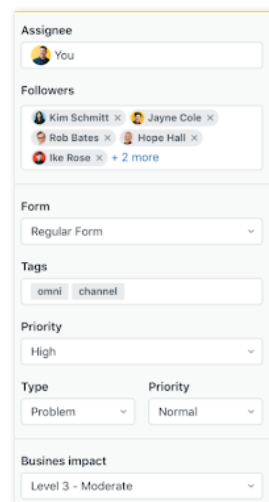 Assignee
You
Followers
Kim Schmitt × Jayne Cole ×
Rob Bates × Hope Hall ×
Ike Rose × + 2 more
Form
Regular Form
Tags
omni channel
Priority
High
Type Priority
Problem Normal
Busines impact
Level 3 - Moderate